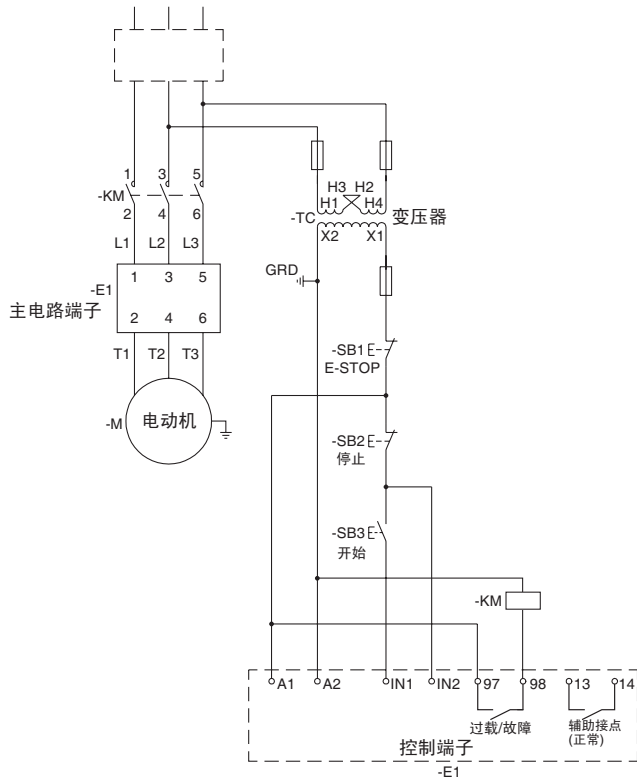 1 3 5
-KM
2 4 6
L1 L2 L3
-E1
1 3 5
2 4 6
主电路端子
T1 T2 T3
-M
电动机
H3 H2
H1 H4
-TC
变压器
X2 X1
GRD
-SB1
E-STOP
-SB2
停止
-SB3
开始
-KM
A1 A2 IN1 IN2 97 98 13 14
过载/故障
辅助接点
(正常)
控制端子
-E1